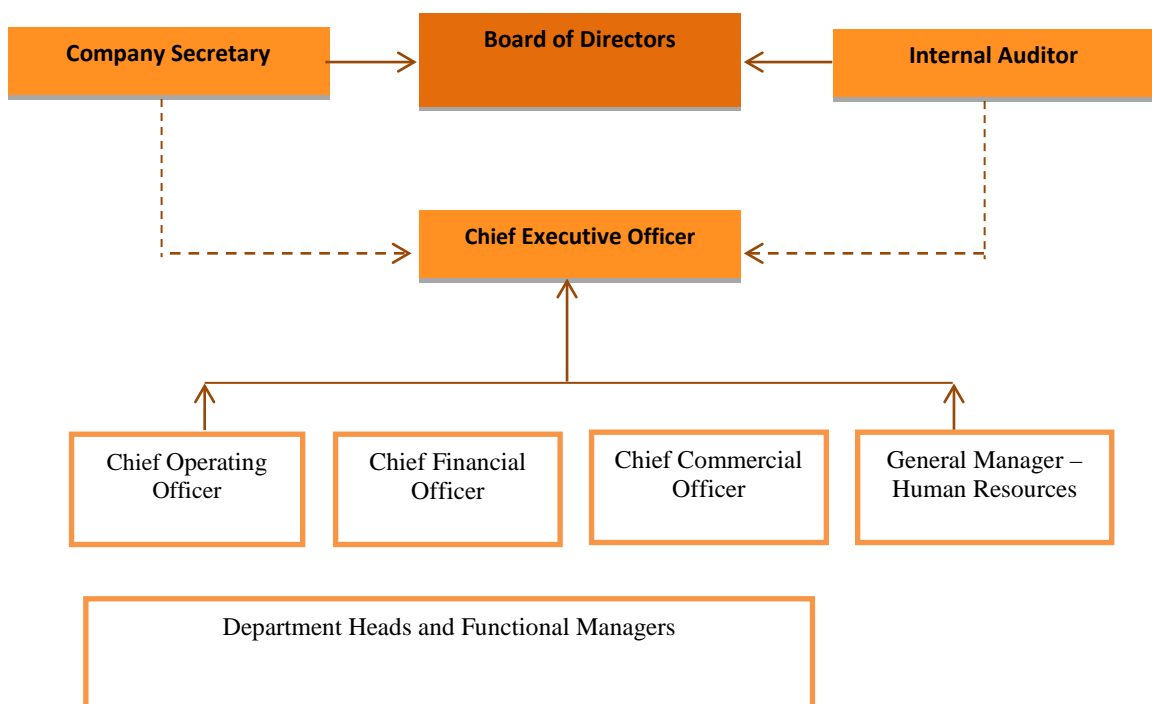 Company Secretary
Board of Directors
Internal Auditor
Chief Executive Officer
Chief Operating
Officer
Chief Financial
Officer
Chief Commercial
Officer
General Manager –
Human Resources
Department Heads and Functional Managers